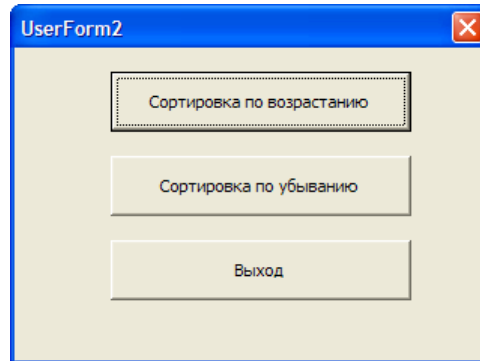 UserForm2
Сортировка по возрастанию
Сортировка по убыванию
Выход